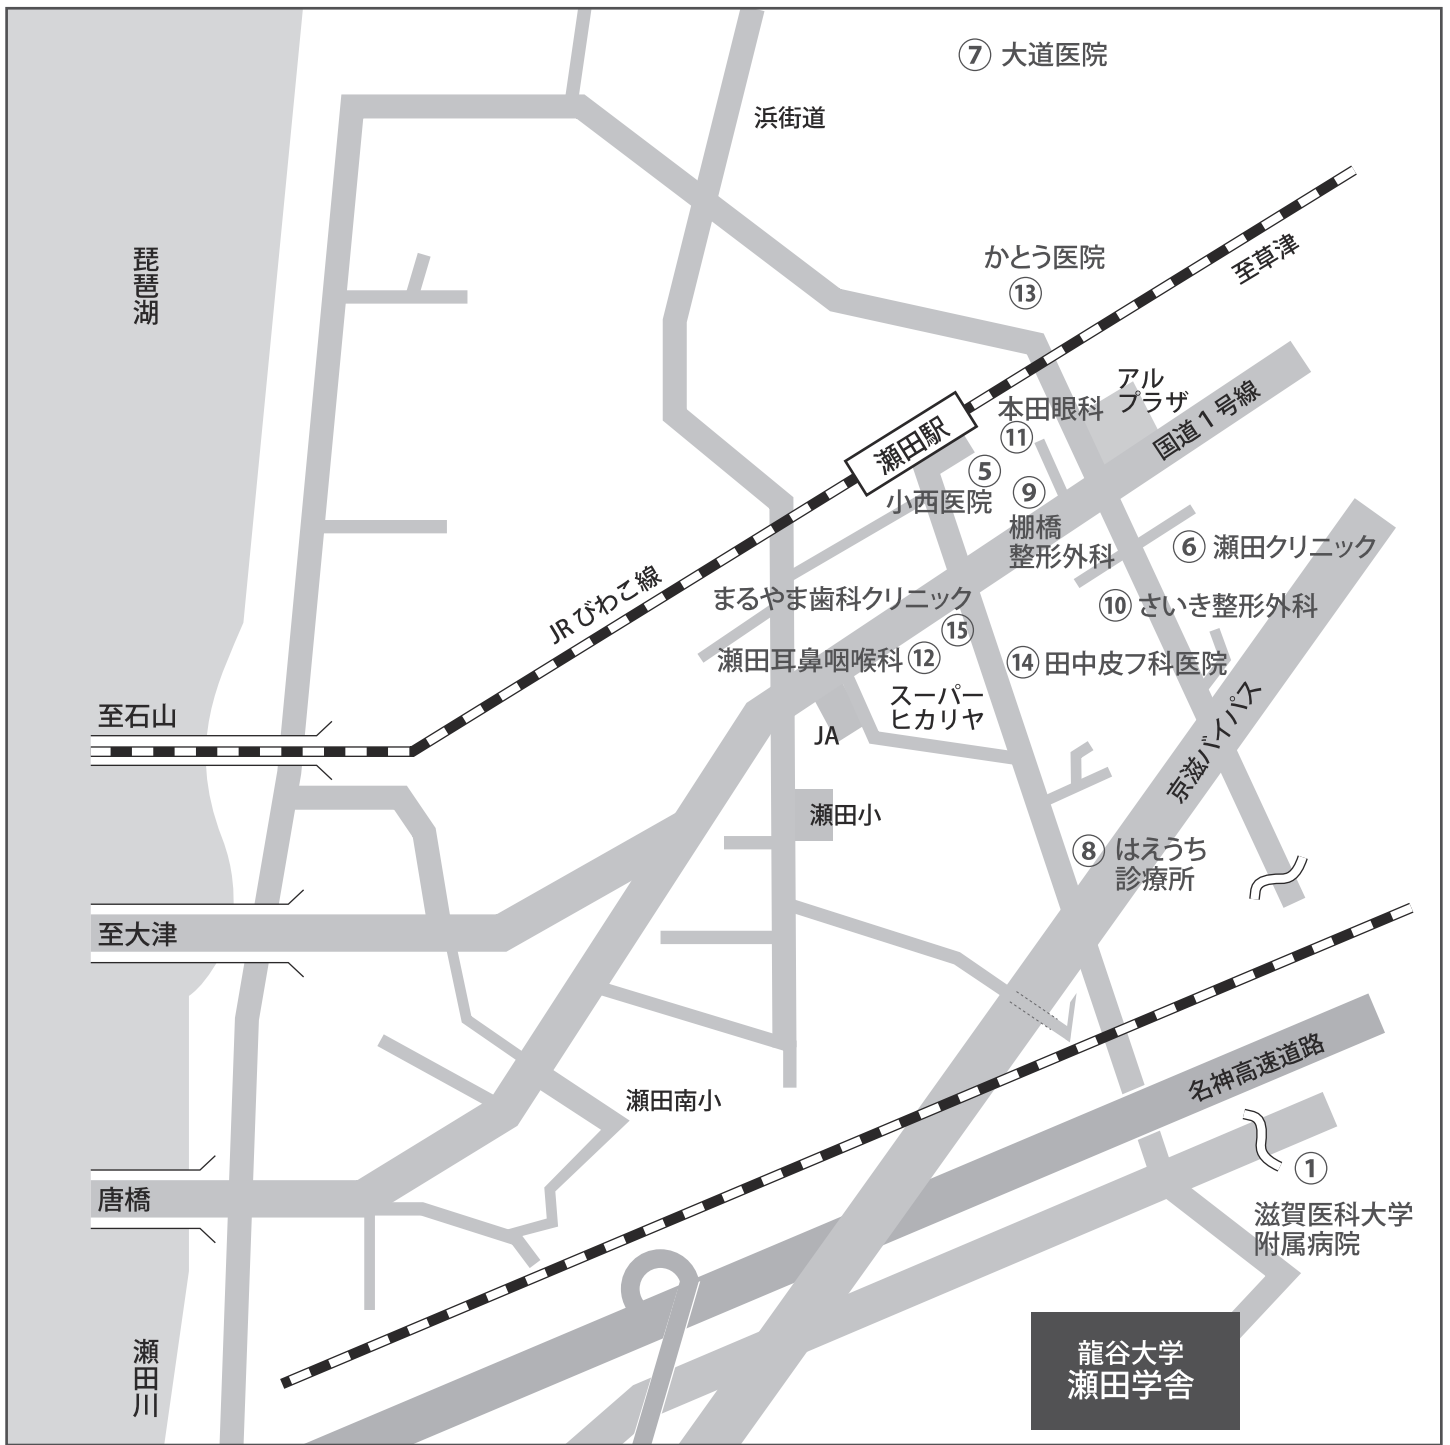 ⑦ 大道医院
浜街道
琵琶湖
かとう医院
⑬
至草津
アル
プラザ
本田眼科
⑪
国道1号線
瀬田駅
⑤
小西医院
⑨
棚橋
整形外科
⑥ 瀬田クリニック
JRびわこ線
まるやま歯科クリニック
⑮
⑩ さいき整形外科
瀬田耳鼻咽喉科 ⑫
⑭ 田中皮フ科医院
スーパー
ヒカリヤ
至石山
JA
京滋バイパス
瀬田小
⑧ はえうち
診療所
至大津
名神高速道路
瀬田南小
①
滋賀医科大学
附属病院
唐橋
瀬田川
龍谷大学
瀬田学舎